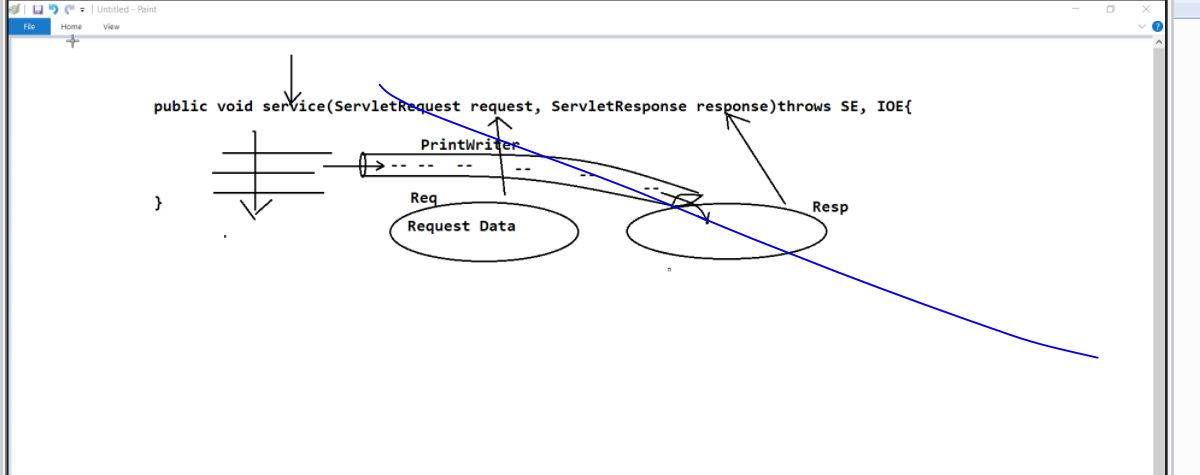 Untitled - Paint
File Home View
public void service(ServletRequest request, ServletResponse response)throws SE, IOE{
PrintWriter
-- -- -- -- -- --
Req
}
Resp
Request Data